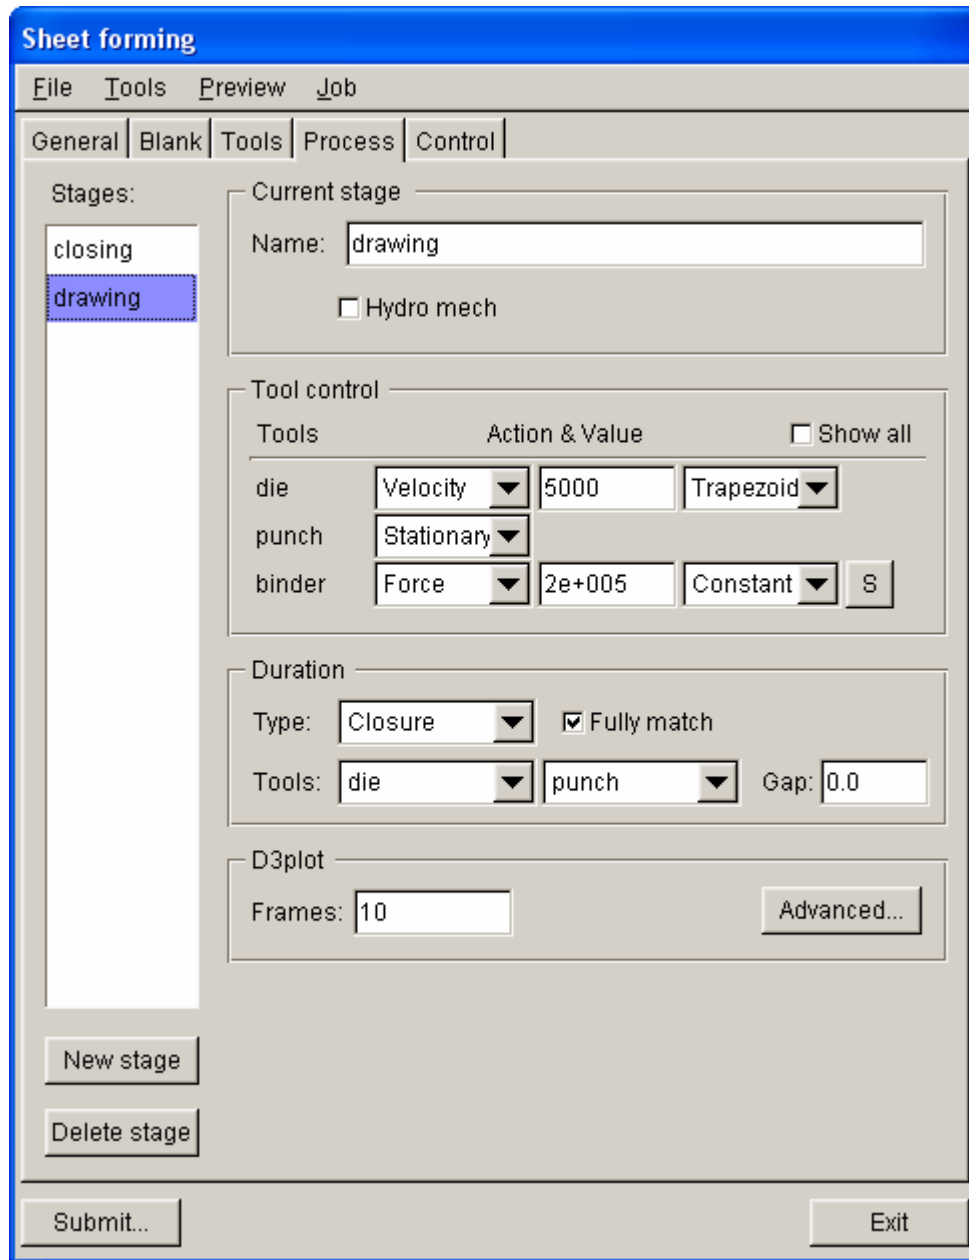 Sheet forming
File Tools Preview Job
General Blank Tools Process Control
Stages:
closing
drawing
Current stage
Name: drawing
Hydro mech
Tool control
Tools Action & Value Show all
die Velocity 5000 Trapezoid
punch Stationary
binder Force 2e+005 Constant S
Duration
Type: Closure Fully match
Tools: die punch Gap: 0.0
D3plot
Frames: 10 Advanced...
New stage
Delete stage
Submit... Exit